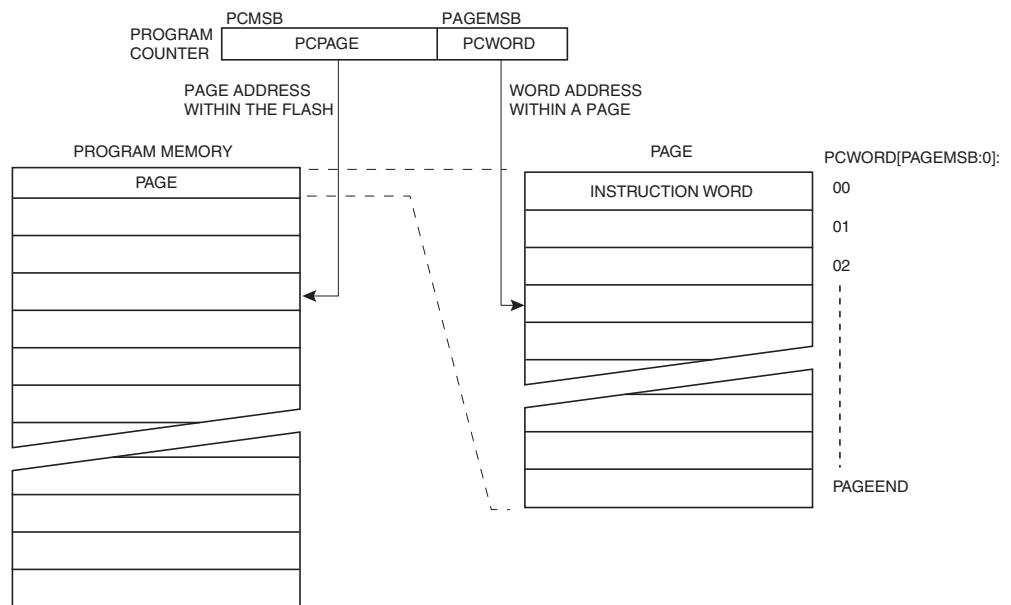 PCMSB
PAGEMSB
PROGRAM
COUNTER
PCPAGE
PCWORD
PAGE ADDRESS
WITHIN THE FLASH
WORD ADDRESS
WITHIN A PAGE
PROGRAM MEMORY
PAGE
PAGE
PCWORD[PAGEMSB:0]:
INSTRUCTION WORD
00
01
02
PAGEEND